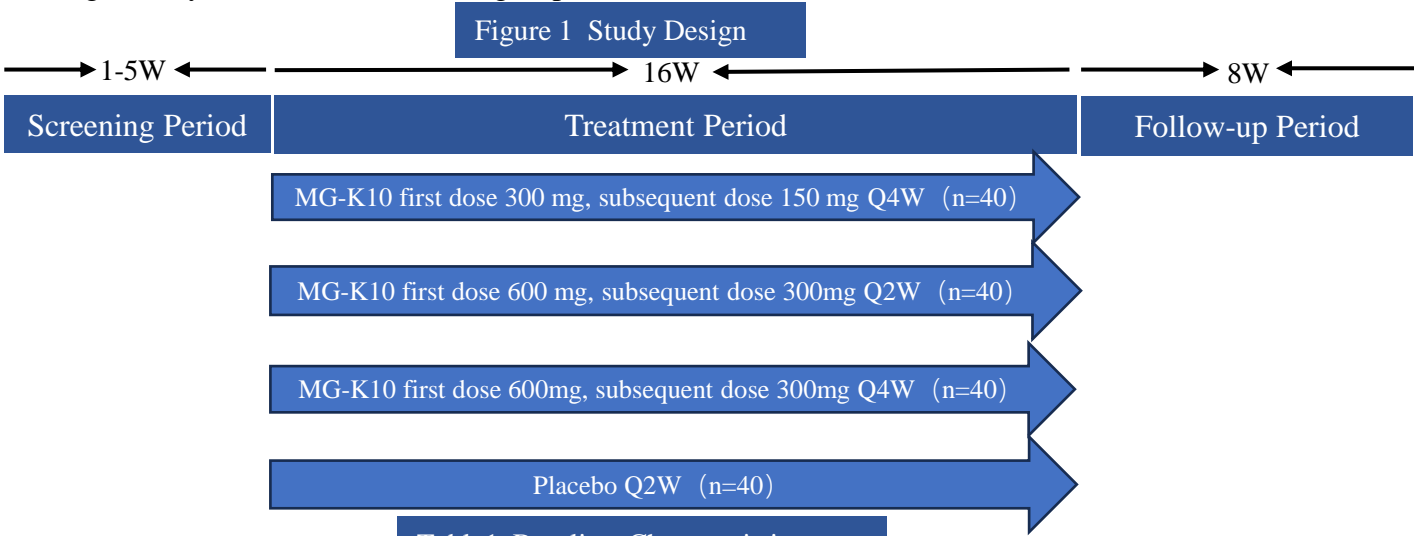 Figure 1 Study Design
1-5W 16W 8W
Screening Period Treatment Period Follow-up Period
MG-K10 first dose 300 mg, subsequent dose 150 mg Q4W（n=40）
MG-K10 first dose 600 mg, subsequent dose 300mg Q2W（n=40）
MG-K10 first dose 600mg, subsequent dose 300mg Q4W（n=40）
Placebo Q2W（n=40）